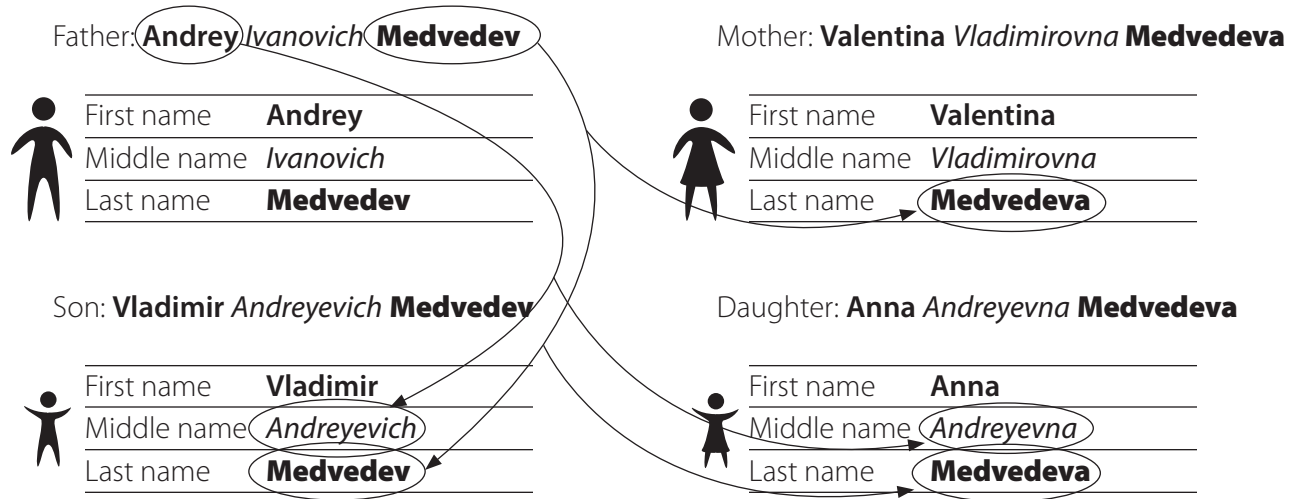 Father: Andrey Ivanovich Medvedev
First name Andrey
Middle name Ivanovich
Last name Medvedev
Mother: Valentina Vladimirovna Medvedeva
First name Valentina
Middle name Vladimirovna
Last name Medvedeva
Son: Vladimir Andreyevich Medvedev
First name Vladimir
Middle name Andreyevich
Last name Medvedev
Daughter: Anna Andreyevna Medvedeva
First name Anna
Middle name Andreyevna
Last name Medvedeva